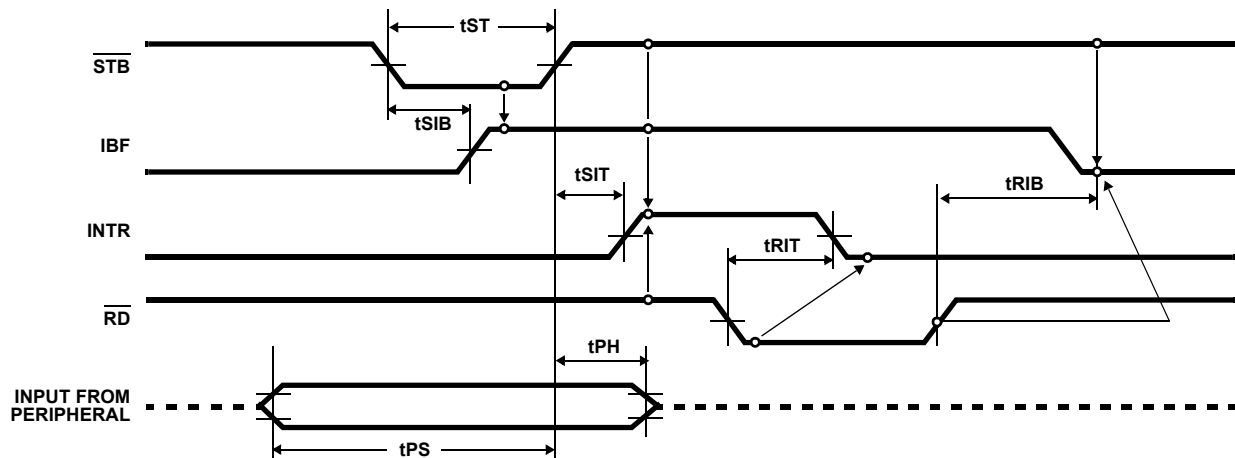 tST
STB
tSIB
IBF
tSIT
tRIB
INTR
tRIT
RD
tPH
INPUT FROM
PERIPHERAL
tPS